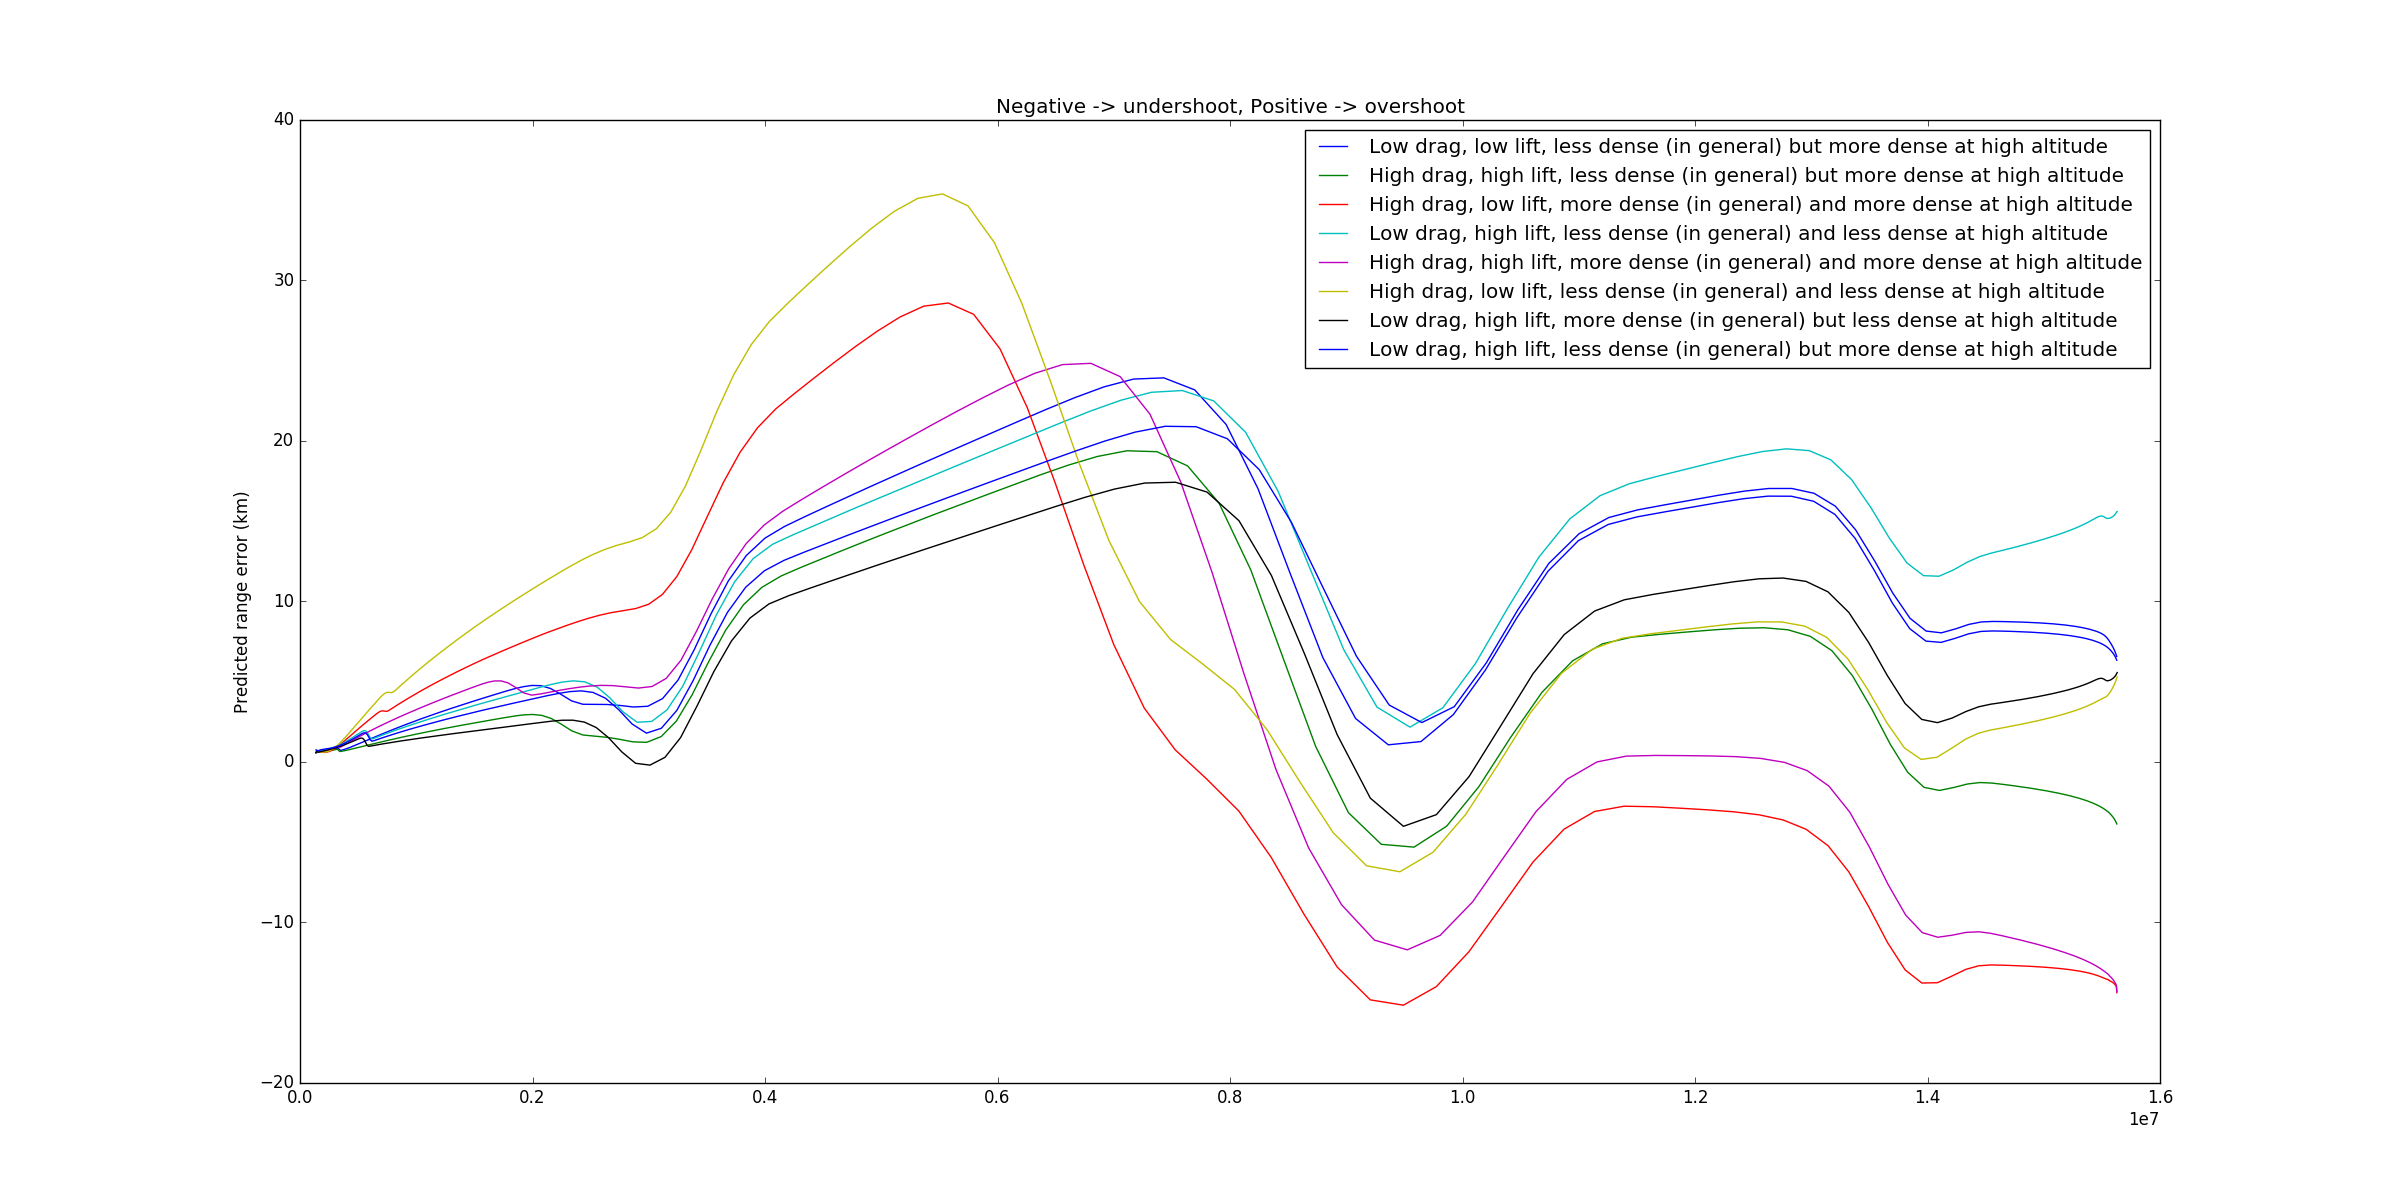 Negative -> undershoot, Positive -> overshoot
40
30
20
10
0
−10
−20
Predicted range error (km)
Low drag, low lift, less dense (in general) but more dense at high altitude
High drag, high lift, less dense (in general) but more dense at high altitude
High drag, low lift, more dense (in general) and more dense at high altitude
Low drag, high lift, less dense (in general) and less dense at high altitude
High drag, high lift, more dense (in general) and more dense at high altitude
High drag, low lift, less dense (in general) and less dense at high altitude
Low drag, high lift, more dense (in general) but less dense at high altitude
Low drag, high lift, less dense (in general) but more dense at high altitude
0.0 0.2 0.4 0.6 0.8 1.0 1.2 1.4 1.6
1e7